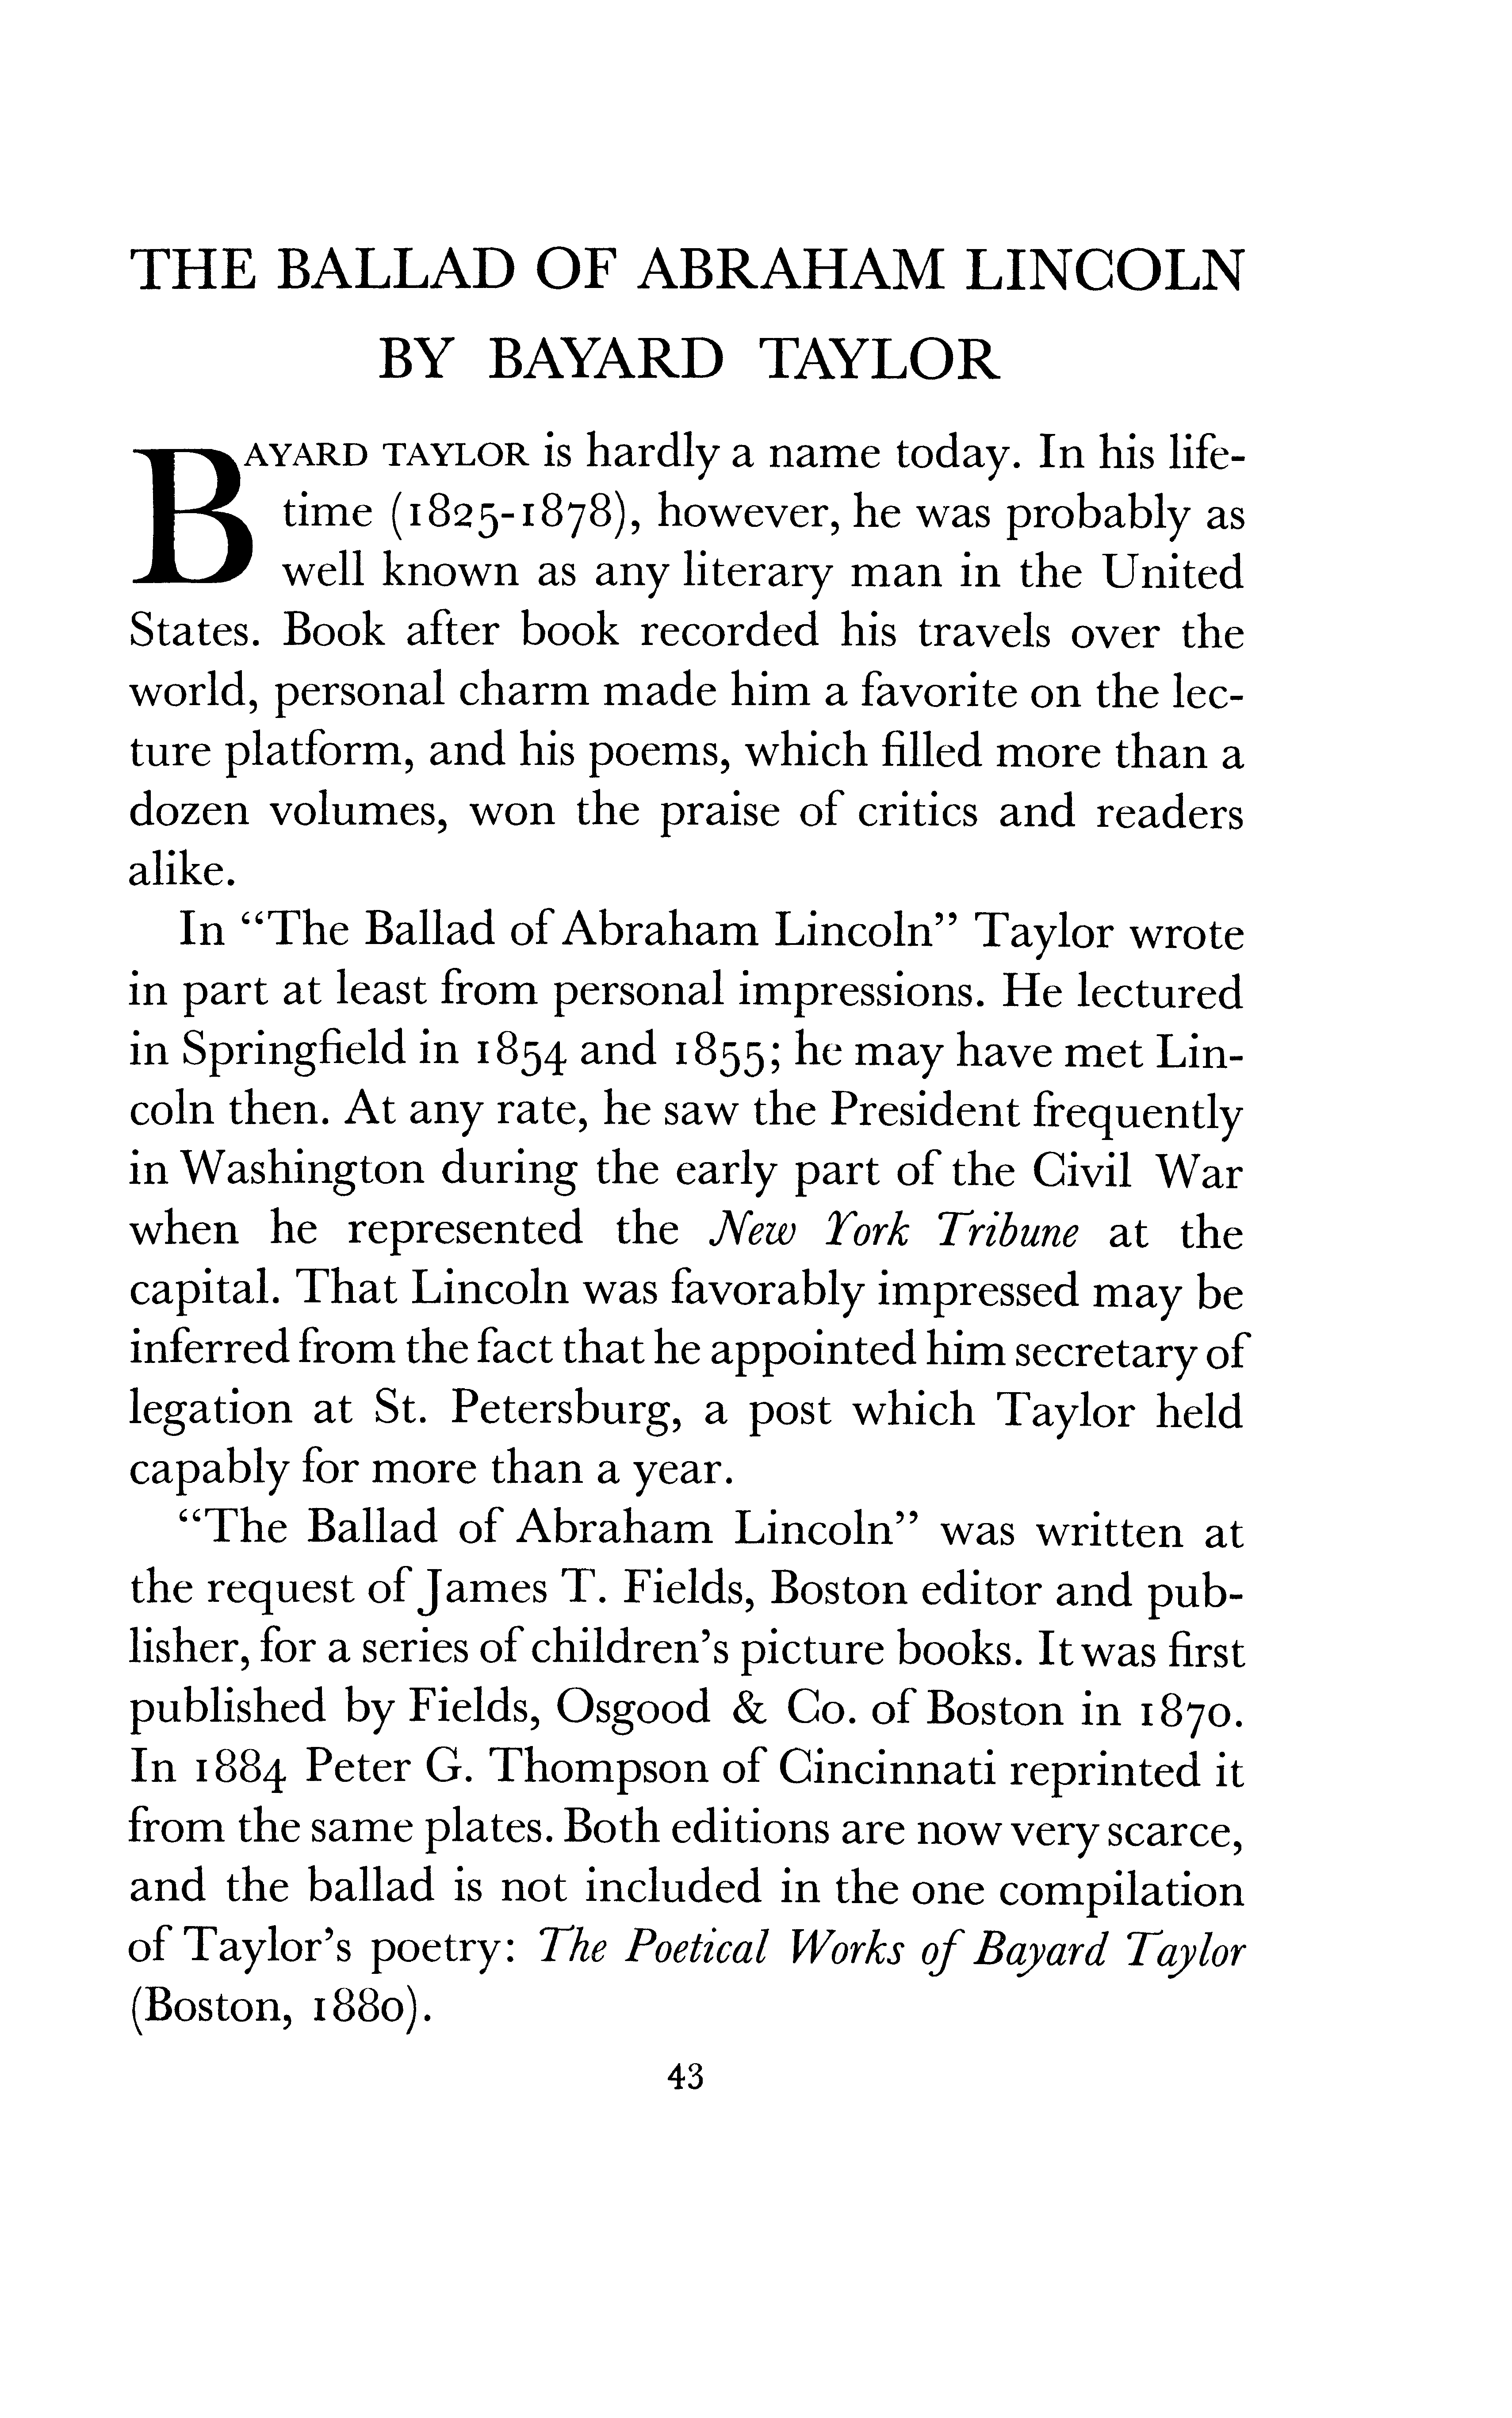 THE BALLAD OF ABRAHAM LINCOLN
BY BAYARD TAYLOR
BAYARD TAYLOR is hardly a name today. In his life-
time (1825-1878), however, he was probably as
well known as any literary man in the United
States. Book after book recorded his travels over the
world, personal charm made him a favorite on the lec-
ture platform, and his poems, which filled more than a
dozen volumes, won the praise of critics and readers
alike.
In “The Ballad of Abraham Lincoln” Taylor wrote
in part at least from personal impressions. He lectured
in Springfield in 1854 and 1855; he may have met Lin-
coln then. At any rate, he saw the President frequently
in Washington during the early part of the Civil War
when he represented the New York Tribune at the
capital. That Lincoln was favorably impressed may be
inferred from the fact that he appointed him secretary of
legation at St. Petersburg, a post which Taylor held
capably for more than a year.
“The Ballad of Abraham Lincoln” was written at
the request of James T. Fields, Boston editor and pub-
lisher, for a series of children’s picture books. It was first
published by Fields, Osgood & Co. of Boston in 1870.
In 1884 Peter G. Thompson of Cincinnati reprinted it
from the same plates. Both editions are now very scarce,
and the ballad is not included in the one compilation
of Taylor’s poetry: The Poetical Works of Bayard Taylor
(Boston, 1880).
43